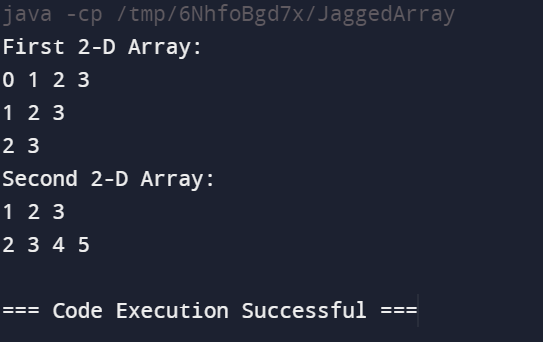 java -cp /tmp/6NhfoBgd7x/JaggedArray
First 2-D Array:
0 1 2 3
1 2 3
2 3
Second 2-D Array:
1 2 3
2 3 4 5
=== Code Execution Successful ===